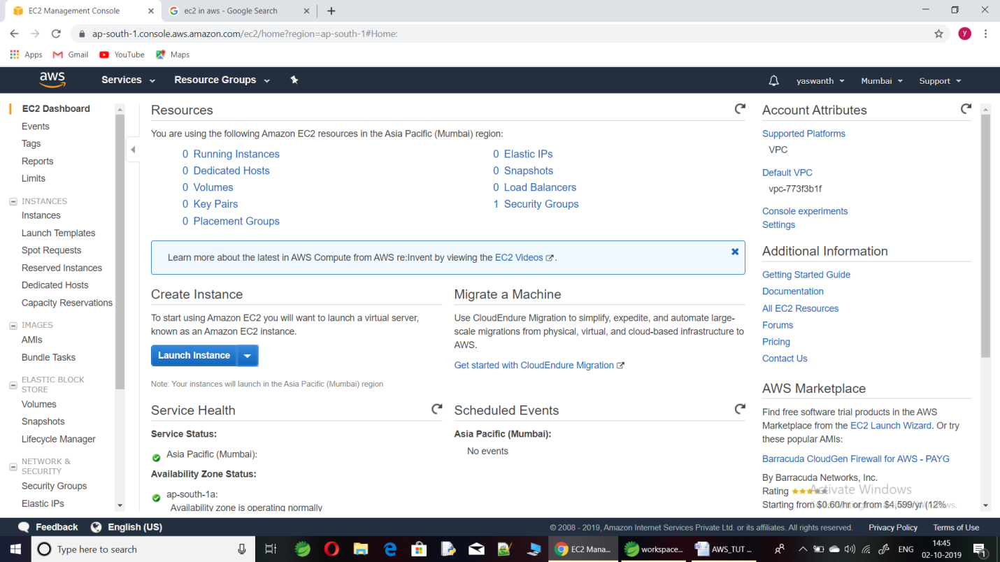 EC2 Management Console
ec2 in aws - Google Search
ap-south-1.console.aws.amazon.com/ec2/home?region=ap-south-1#Home:
y
Apps
Gmail
YouTube
Maps
aws
Services
Resource Groups
yaswanth
Mumbai
Support
EC2 Dashboard
Events
Tags
Reports
Limits
INSTANCES
Instances
Launch Templates
Spot Requests
Reserved Instances
Dedicated Hosts
Capacity Reservations
IMAGES
AMIs
Bundle Tasks
ELASTIC BLOCK
STORE
Volumes
Snapshots
Lifecycle Manager
NETWORK &
SECURITY
Security Groups
Elastic IPs
Resources
You are using the following Amazon EC2 resources in the Asia Pacific (Mumbai) region:
0 Running Instances
0 Dedicated Hosts
0 Volumes
0 Key Pairs
0 Placement Groups
0 Elastic IPs
0 Snapshots
0 Load Balancers
1 Security Groups
Learn more about the latest in AWS Compute from AWS re:Invent by viewing the EC2 Videos .
Create Instance
To start using Amazon EC2 you will want to launch a virtual server,
known as an Amazon EC2 instance.
Launch Instance
Note: Your instances will launch in the Asia Pacific (Mumbai) region
Migrate a Machine
Use CloudEndure Migration to simplify, expedite, and automate large-
scale migrations from physical, virtual, and cloud-based infrastructure to
AWS.
Get started with CloudEndure Migration
Service Health
Service Status:
Asia Pacific (Mumbai):
Availability Zone Status:
ap-south-1a:
Availability zone is operating normally
Scheduled Events
Asia Pacific (Mumbai):
No events
Account Attributes
Supported Platforms
VPC
Default VPC
vpc-773f3b1f
Console experiments
Settings
Additional Information
Getting Started Guide
Documentation
All EC2 Resources
Forums
Pricing
Contact Us
AWS Marketplace
Find free software trial products in the AWS
Marketplace from the EC2 Launch Wizard. Or try
these popular AMIs:
Barracuda CloudGen Firewall for AWS - PAYG
By Barracuda Networks, Inc.
Activate Windows
Rating
Starting from $0.60/hr or from $4,599/yr (12%
Feedback
English (US)
© 2008 - 2019, Amazon Internet Services Private Ltd. or its affiliates. All rights reserved.
Privacy Policy
Terms of Use
Type here to search
EC2 Mana...
workspace...
AWS_TUT ...
ENG
14:45
02-10-2019
1